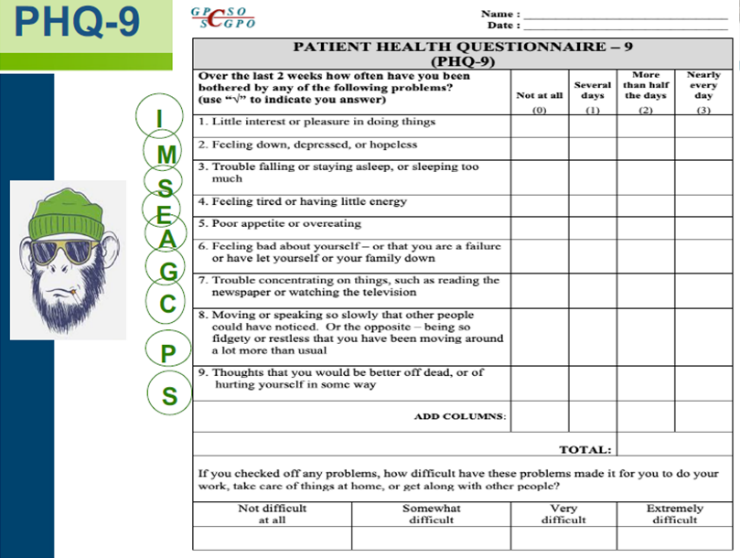 PHQ-9
GPCSO
SCGPO
Name : 
Date : 
PATIENT HEALTH QUESTIONNAIRE – 9
(PHQ-9)
Over the last 2 weeks how often have you been
bothered by any of the following problems?
(use “√” to indicate you answer)
Not at all
(0)
Several
days
(1)
More
than half
the days
(2)
Nearly
every
day
(3)
I
1. Little interest or pleasure in doing things
M
2. Feeling down, depressed, or hopeless
S
3. Trouble falling or staying asleep, or sleeping too
much
E
4. Feeling tired or having little energy
A
5. Poor appetite or overeating
G
6. Feeling bad about yourself – or that you are a failure
or have let yourself or your family down
C
7. Trouble concentrating on things, such as reading the
newspaper or watching the television
P
8. Moving or speaking so slowly that other people
could have noticed. Or the opposite – being so
fidgety or restless that you have been moving around
a lot more than usual
S
9. Thoughts that you would be better off dead, or of
hurting yourself in some way
ADD COLUMNS:
TOTAL:
If you checked off any problems, how difficult have these problems made it for you to do your
work, take care of things at home, or get along with other people?
Not difficult
at all
Somewhat
difficult
Very
difficult
Extremely
difficult